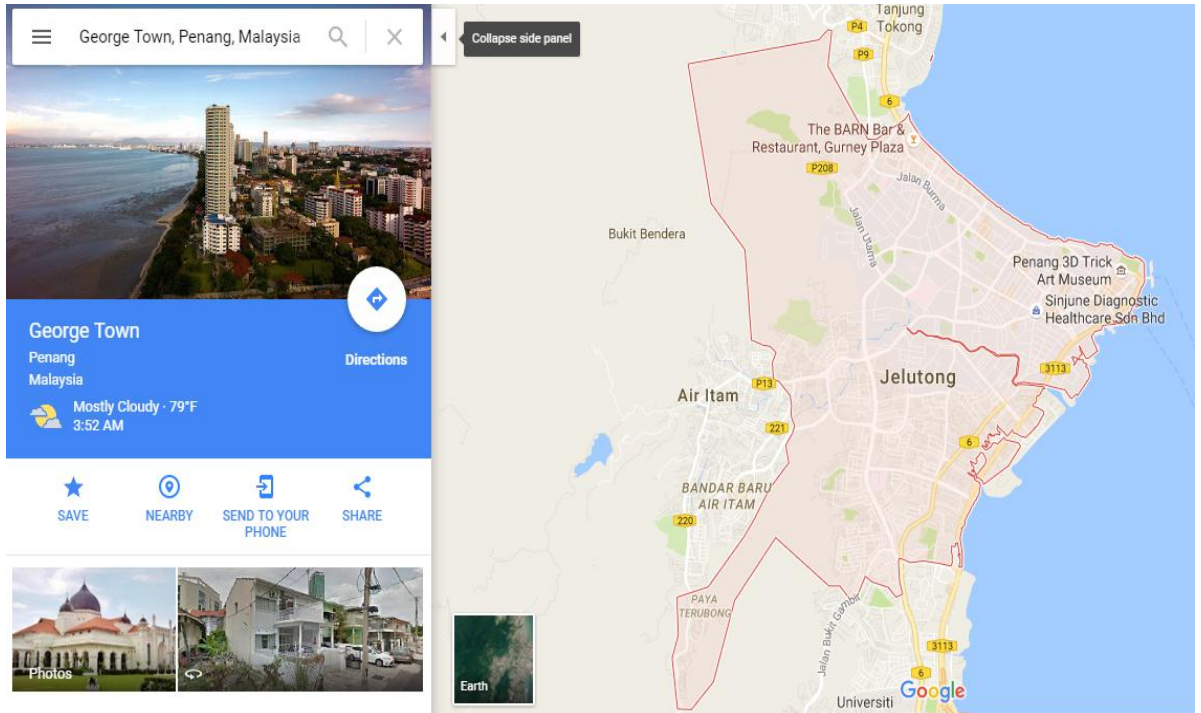 George Town, Penang, Malaysia
Collapse side panel
George Town
Penang
Malaysia
Mostly Cloudy · 79°F
3:52 AM
Directions
SAVE
NEARBY
SEND TO YOUR
PHONE
SHARE
Photos
Tanjung
Tokong
P4
P9
6
The BARN Bar &
Restaurant, Gurney Plaza
P208
Jalan Burma
Jalan Utama
Bukit Bendera
Penang 3D Trick
Art Museum
Sinjune Diagnostic
Healthcare Sdn Bhd
3113
Jelutong
P13
Air Itam
221
6
BANDAR BARU
AIR ITAM
220
PAYA
TERUBONG
Jalan Bukit Gambir
3113
6
Universiti
Google
Earth